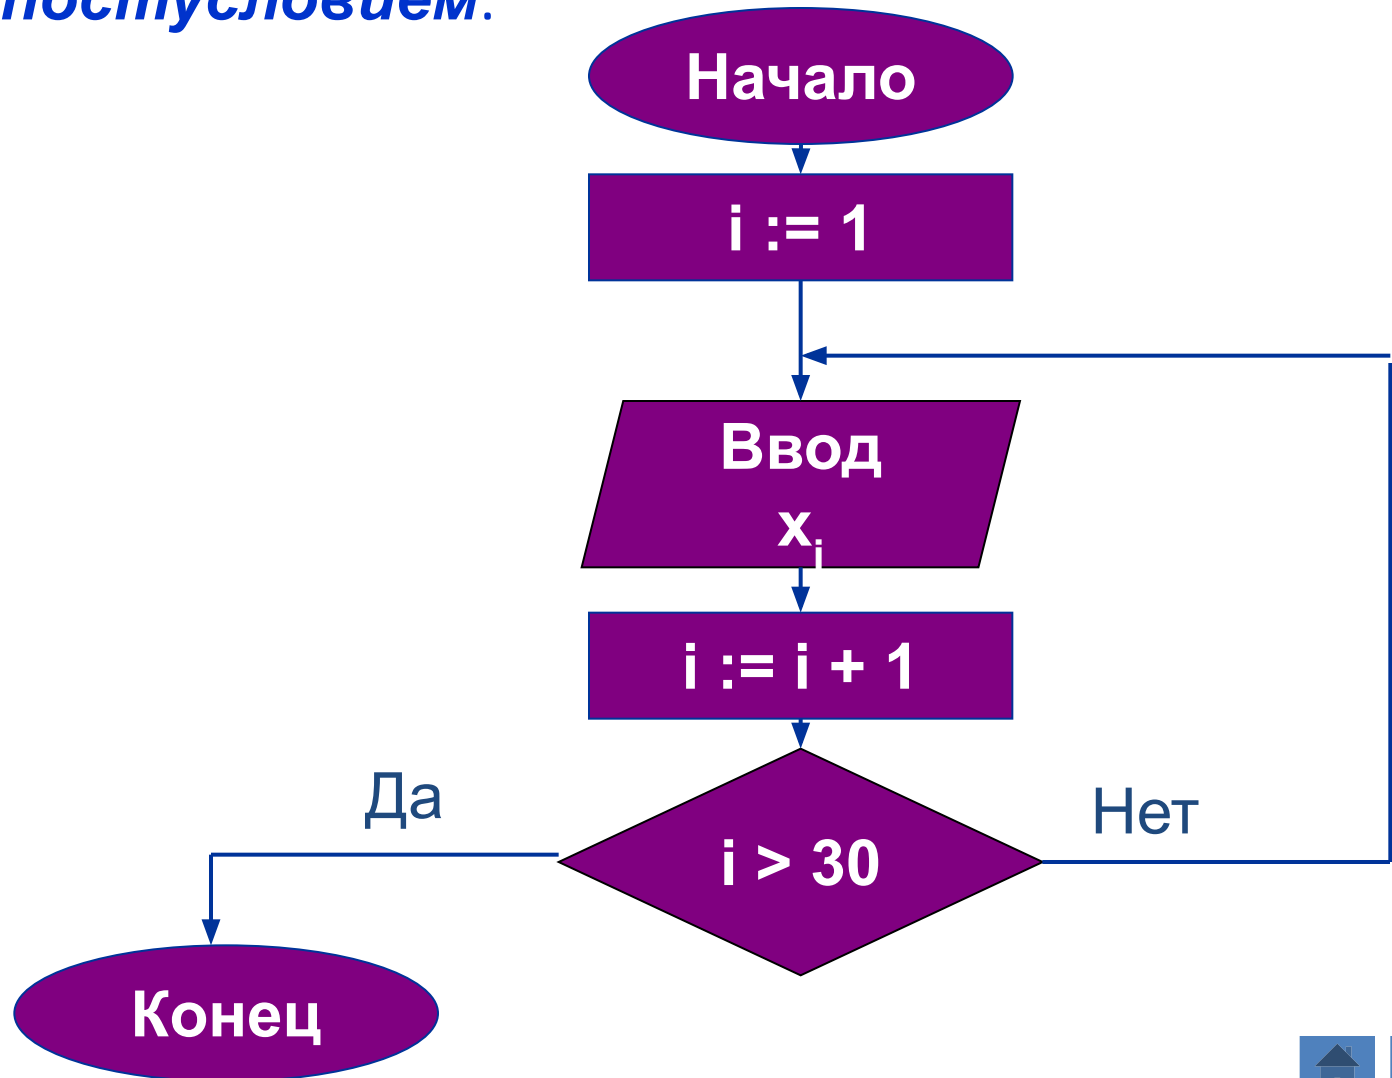 постусловием.
Начало
i := 1
Ввод
xi
i := i + 1
Да
Нет
i > 30
Конец